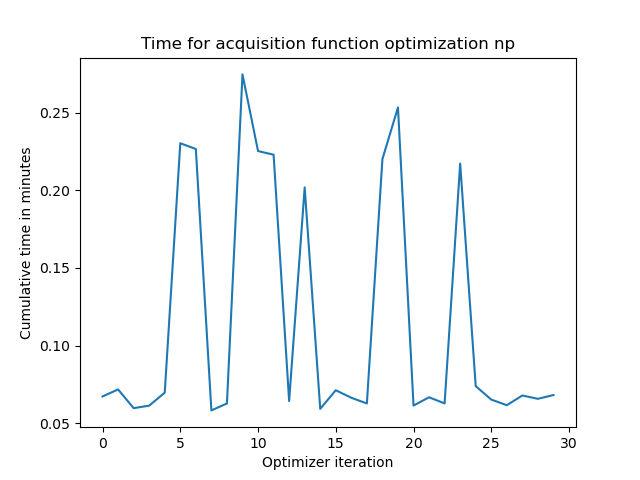 Time for acquisition function optimization np
Cumulative time in minutes
0.25
0.20
0.15
0.10
0.05
0 5 10 15 20 25 30
Optimizer iteration